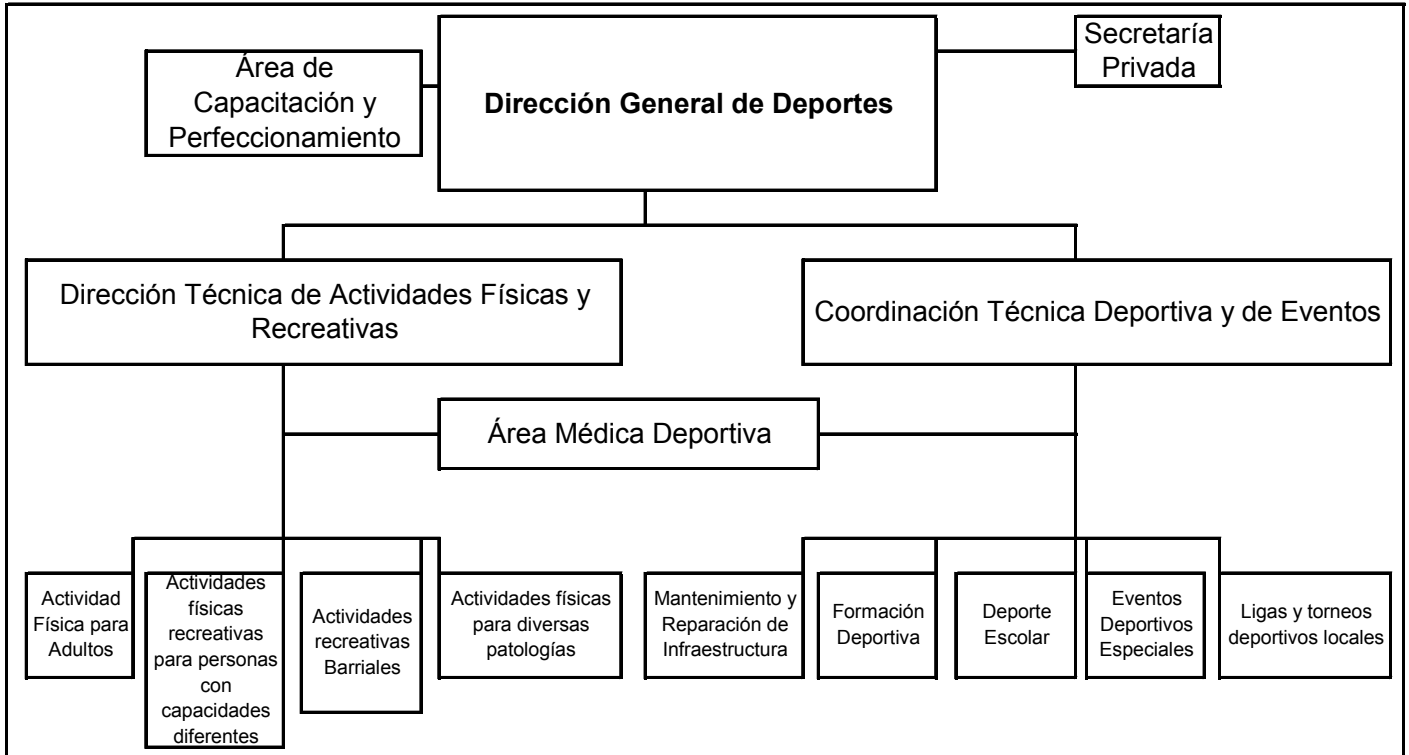 Secretaría
Privada
Área de
Capacitación y
Perfeccionamiento
Dirección General de Deportes
Dirección Técnica de Actividades Físicas y
Recreativas
Coordinación Técnica Deportiva y de Eventos
Área Médica Deportiva
Actividad
Física para
Adultos
Actividades
físicas
recreativas
para personas
con
capacidades
diferentes
Actividades
recreativas
Barriales
Actividades físicas
para diversas
patologías
Mantenimiento y
Reparación de
Infraestructura
Formación
Deportiva
Deporte
Escolar
Eventos
Deportivos
Especiales
Ligas y torneos
deportivos locales